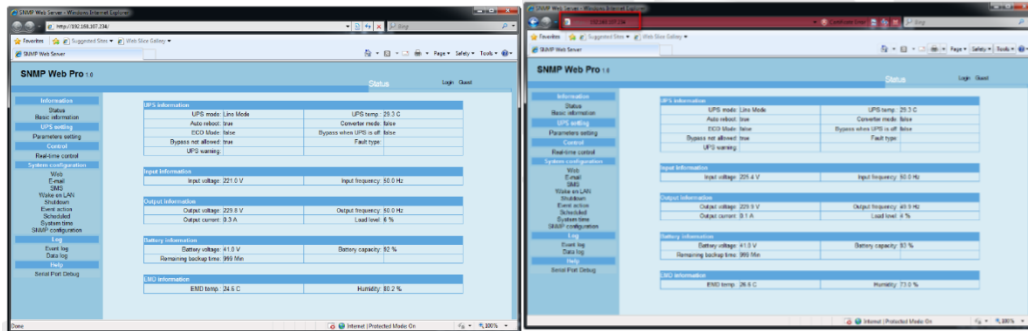 SNMP Web Server - Windows Internet Explorer
http://192.168.107.236/
Bing
Favorites Suggested Sites Web Slice Gallery
SNMP Web Server
Page Safety Tools
SNMP Web Pro 1.0
Status
Login Guest
Information
Status
Basic information
UPS setting
Parameters setting
Control
Real-time control
System configuration
Web
E-mail
SMS
Wake on LAN
Shutdown
Event action
Scheduled
System time
SNMP configuration
Log
Event log
Data log
Help
Serial Port Debug
UPS information
UPS mode: Line Mode UPS temp.: 29.3 C
Auto reboot: true Converter mode: false
ECO Mode: false Bypass when UPS is off: false
Bypass not allowed: true Fault type:
UPS warning:
Input information
Input voltage: 221.0 V Input frequency: 50.0 Hz
Output information
Output voltage: 229.8 V Output frequency: 50.0 Hz
Output current: 0.3 A Load level: 6 %
Battery information
Battery voltage: 41.0 V Battery capacity: 92 %
Remaining backup time: 999 Min
EMD information
EMD temp.: 24.6 C Humidity: 80.2 %
Done
Internet | Protected Mode: On
100%
SNMP Web Server - Windows Internet Explorer
Certificate Error
Bing
Favorites Suggested Sites Web Slice Gallery
SNMP Web Server
Page Safety Tools
SNMP Web Pro 1.0
Status
Login Guest
Information
Status
Basic information
UPS setting
Parameters setting
Control
Real-time control
System configuration
Web
E-mail
SMS
Wake on LAN
Shutdown
Event action
Scheduled
System time
SNMP configuration
Log
Event log
Data log
Help
Serial Port Debug
UPS information
UPS mode: Line Mode UPS temp.: 29.3 C
Auto reboot: true Converter mode: false
ECO Mode: false Bypass when UPS is off: false
Bypass not allowed: true Fault type:
UPS warning:
Input information
Input voltage: 221.4 V Input frequency: 50.0 Hz
Output information
Output voltage: 229.9 V Output frequency: 49.9 Hz
Output current: 0.1 A Load level: 4 %
Battery information
Battery voltage: 41.0 V Battery capacity: 93 %
Remaining backup time: 999 Min
EMD information
EMD temp.: 26.6 C Humidity: 73.0 %
Internet | Protected Mode: On
100%